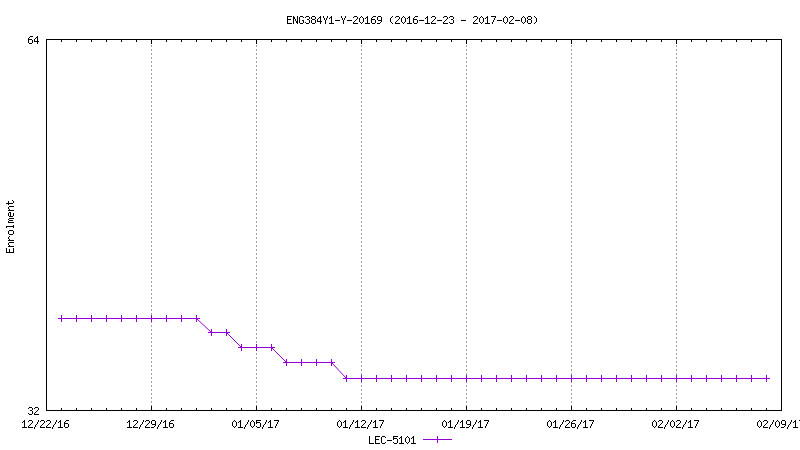 ENG384Y1-Y-20169 (2016-12-23 - 2017-02-08)
64
Enrolment
32
12/22/16 12/29/16 01/05/17 01/12/17 01/19/17 01/26/17 02/02/17 02/09/1
LEC-5101